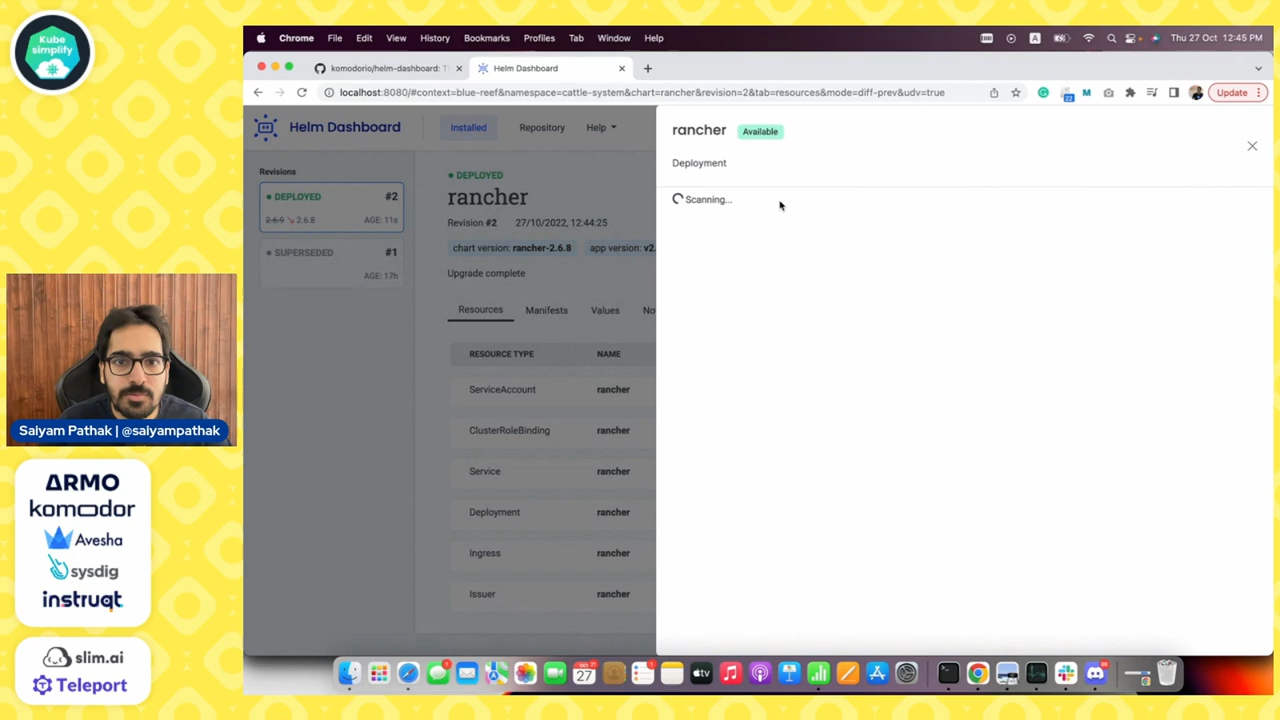 Kube
simplify
Chrome File Edit View History Bookmarks Profiles Tab Window Help
A
Thu 27 Oct 12:45 PM
komodorio/helm-dashboard: T
Helm Dashboard
localhost:8080/#context=blue-reef&namespace=cattle-system&chart=rancher&revision=2&tab=resources&mode=diff-prev&udv=true
22
M
Update
Helm Dashboard
Installed
Repository
Help
Revisions
DEPLOYED #2
2.6.9 ↘ 2.6.8 AGE: 11s
SUPERSEDED #1
AGE: 17h
DEPLOYED
rancher
Revision #2 27/10/2022, 12:44:25
chart version: rancher-2.6.8 app version: v2.
Upgrade complete
Resources Manifests Values No
RESOURCE TYPE NAME
ServiceAccount rancher
ClusterRoleBinding rancher
Service rancher
Deployment rancher
Ingress rancher
Issuer rancher
rancher Available
Deployment
Scanning...
Saiyam Pathak | @saiyampathak
ARMO
komodor
Avesha
sysdig
instruqt
slim.ai
Teleport
27
tv